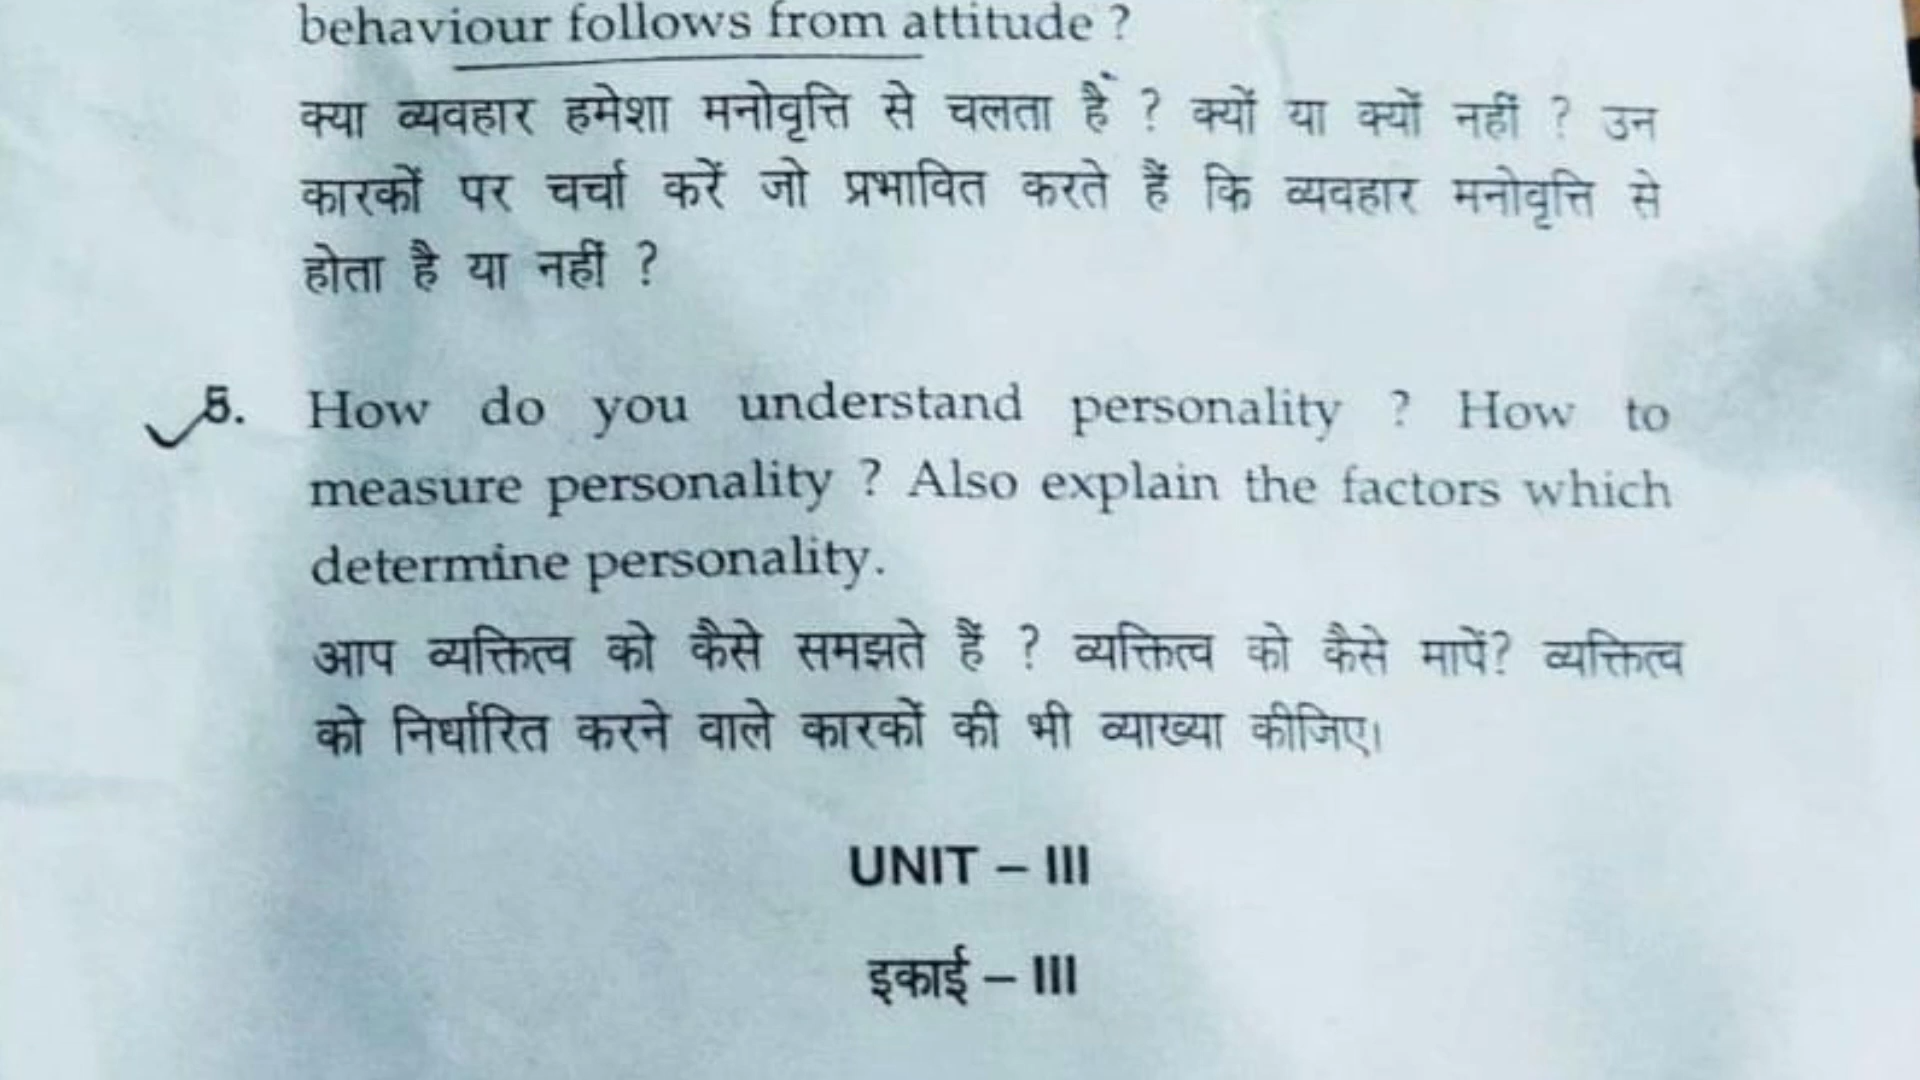 behaviour follows from attitude ?
क्या व्यवहार हमेशा मनोवृत्ति से चलता है ? क्यों या क्यों नहीं ? उन
कारकों पर चर्चा करें जो प्रभावित करते हैं कि व्यवहार मनोवृत्ति से
होता है या नहीं ?
5. How do you understand personality ? How to
measure personality ? Also explain the factors which
determine personality.
आप व्यक्तित्व को कैसे समझते हैं ? व्यक्तित्व को कैसे मापें? व्यक्तित्व
को निर्धारित करने वाले कारकों की भी व्याख्या कीजिए।
UNIT – III
इकाई – III